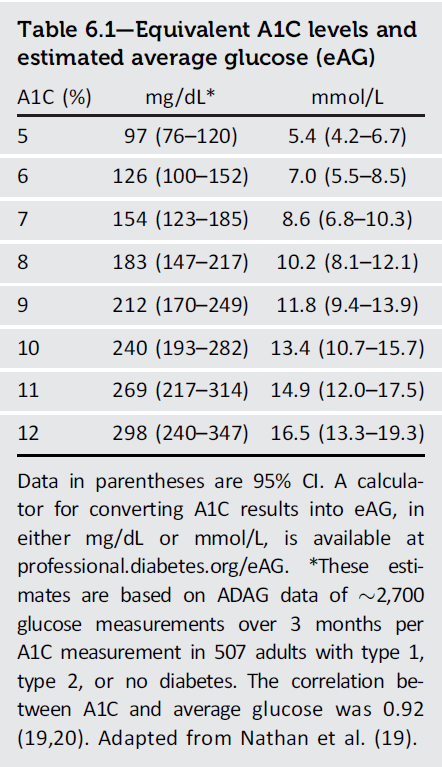 Table 6.1—Equivalent A1C levels and
estimated average glucose (eAG)
A1C (%) mg/dL* mmol/L
5 97 (76–120) 5.4 (4.2–6.7)
6 126 (100–152) 7.0 (5.5–8.5)
7 154 (123–185) 8.6 (6.8–10.3)
8 183 (147–217) 10.2 (8.1–12.1)
9 212 (170–249) 11.8 (9.4–13.9)
10 240 (193–282) 13.4 (10.7–15.7)
11 269 (217–314) 14.9 (12.0–17.5)
12 298 (240–347) 16.5 (13.3–19.3)
Data in parentheses are 95% CI. A calcula-
tor for converting A1C results into eAG, in
either mg/dL or mmol/L, is available at
professional.diabetes.org/eAG. *These esti-
mates are based on ADAG data of ∼2,700
glucose measurements over 3 months per
A1C measurement in 507 adults with type 1,
type 2, or no diabetes. The correlation be-
tween A1C and average glucose was 0.92
(19,20). Adapted from Nathan et al. (19).